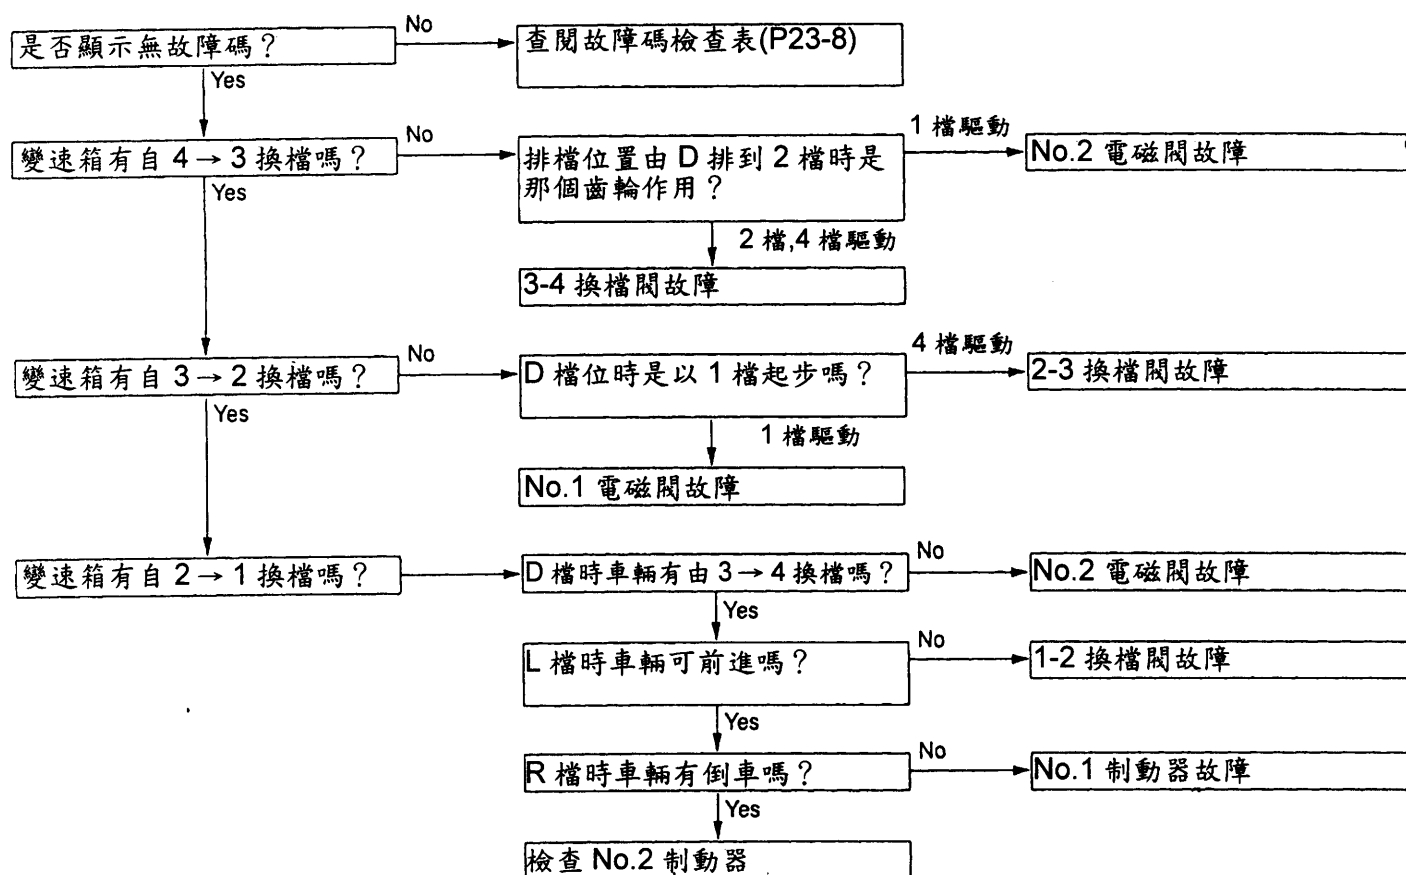 是否顯示無故障碼？
No
查閱故障碼檢查表(P23-8)
Yes
變速箱有自 4→3 換檔嗎？
No
排檔位置由 D 排到 2 檔時是
那個齒輪作用？
1 檔驅動
No.2 電磁閥故障
Yes
2 檔,4 檔驅動
3-4 換檔閥故障
變速箱有自 3→2 換檔嗎？
No
D 檔位時是以 1 檔起步嗎？
4 檔驅動
2-3 換檔閥故障
Yes
1 檔驅動
No.1 電磁閥故障
變速箱有自 2→1 換檔嗎？
D 檔時車輛有由 3→4 換檔嗎？
No
No.2 電磁閥故障
Yes
L 檔時車輛可前進嗎？
No
1-2 換檔閥故障
Yes
R 檔時車輛有倒車嗎？
No
No.1 制動器故障
Yes
檢查 No.2 制動器